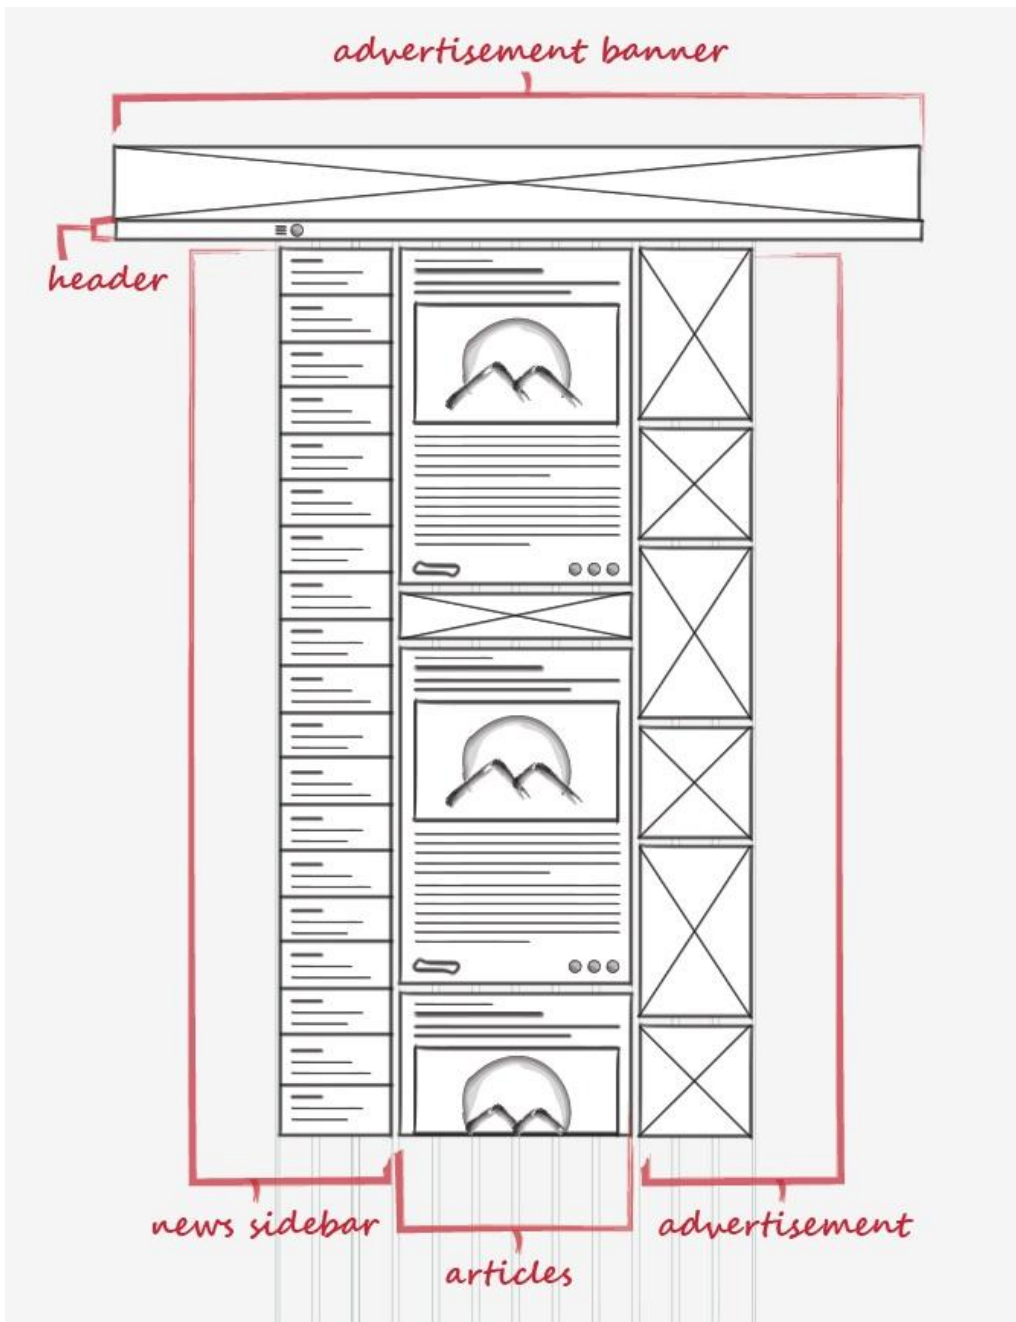 advertisement banner
header
news sidebar
advertisement
articles